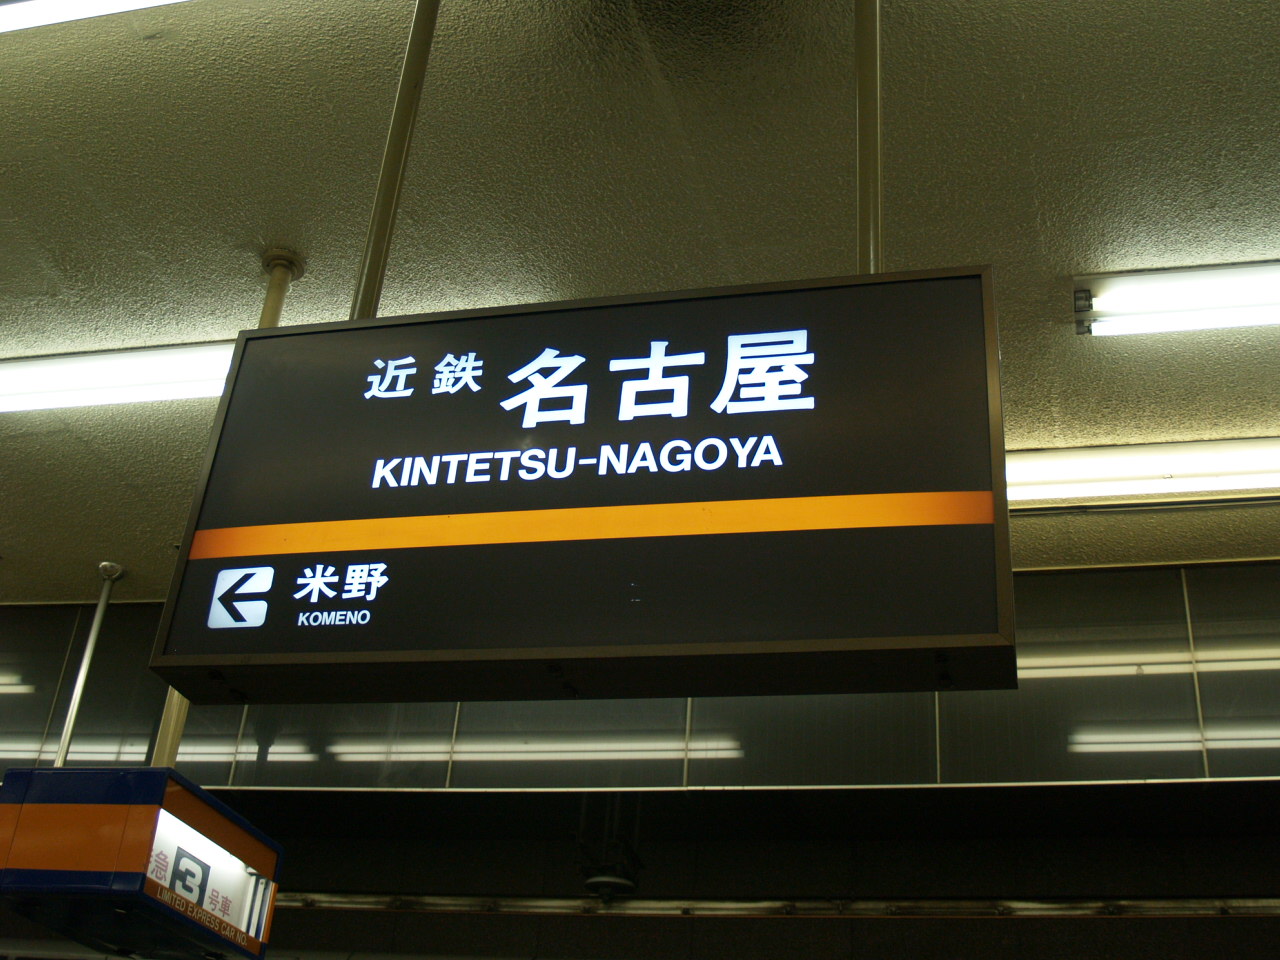 近鉄名古屋
KINTETSU-NAGOYA
米野
KOMENO
急 3 号車
LIMITED EXPRESS CAR NO.